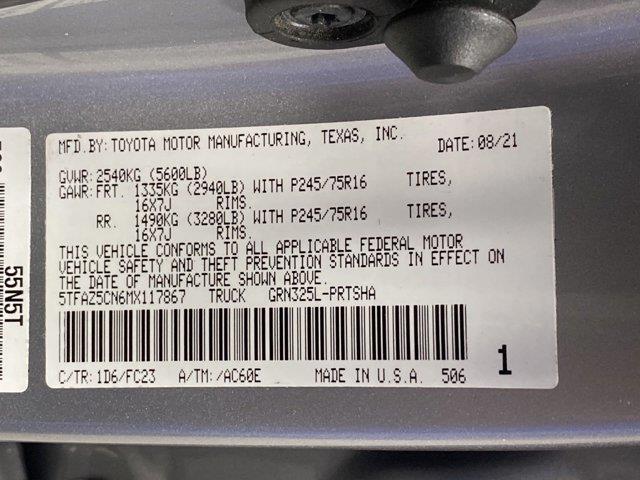 MFD.BY: TOYOTA MOTOR MANUFACTURING, TEXAS, INC. DATE: 08/21
GVWR: 2540KG (5600LB)
GAWR: FRT. 1335KG (2940LB) WITH P245/75R16 TIRES,
16X7J RIMS.
RR. 1490KG (3280LB) WITH P245/75R16 TIRES,
16X7J RIMS.
THIS VEHICLE CONFORMS TO ALL APPLICABLE FEDERAL MOTOR
VEHICLE SAFETY AND THEFT PREVENTION STANDARDS IN EFFECT ON
THE DATE OF MANUFACTURE SHOWN ABOVE.
5TFAZ5CN6MX117867 TRUCK GRN325L-PRTSHA
C/TR: 1D6/FC23 A/TM: /AC60E MADE IN U.S.A. 506 1
55N5T